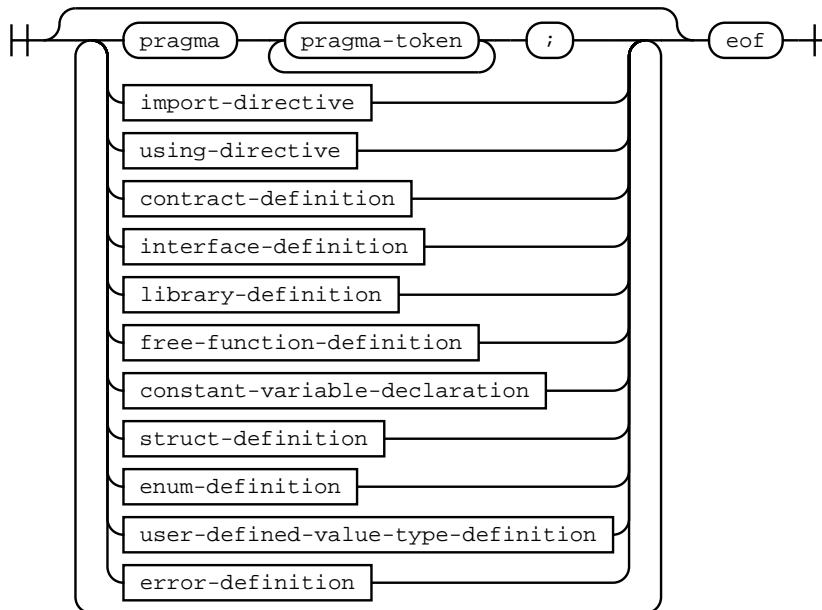 pragma pragma-token ; eof
import-directive
using-directive
contract-definition
interface-definition
library-definition
free-function-definition
constant-variable-declaration
struct-definition
enum-definition
user-defined-value-type-definition
error-definition